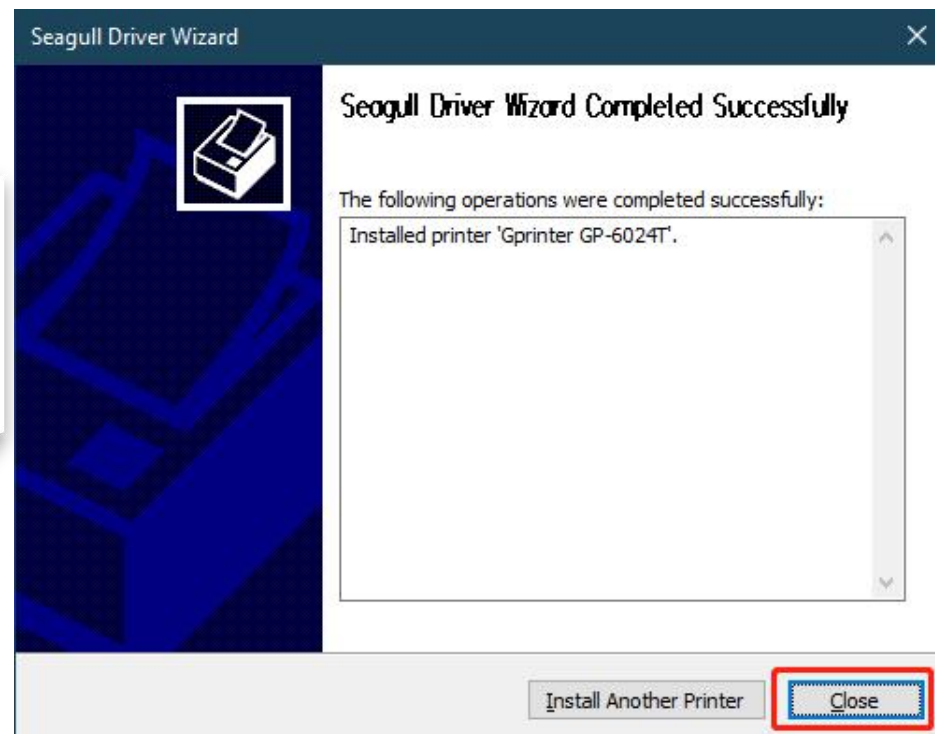 Seagull Driver Wizard
Seagull Driver Wizard Completed Successfully
The following operations were completed successfully:
Installed printer 'Gprinter GP-6024T'.
Install Another Printer
Close